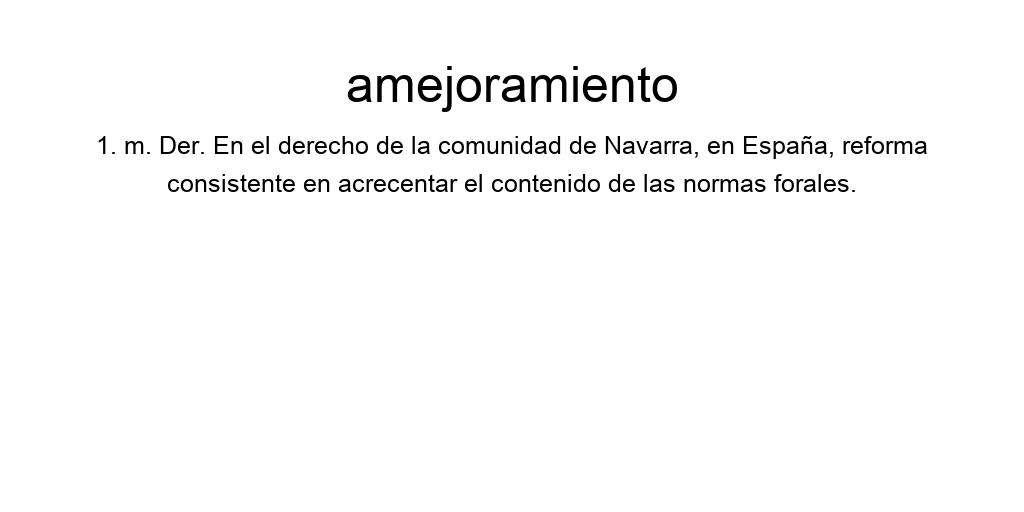 amejoramiento
1. m. Der. En el derecho de la comunidad de Navarra, en España, reforma
consistente en acrecentar el contenido de las normas forales.